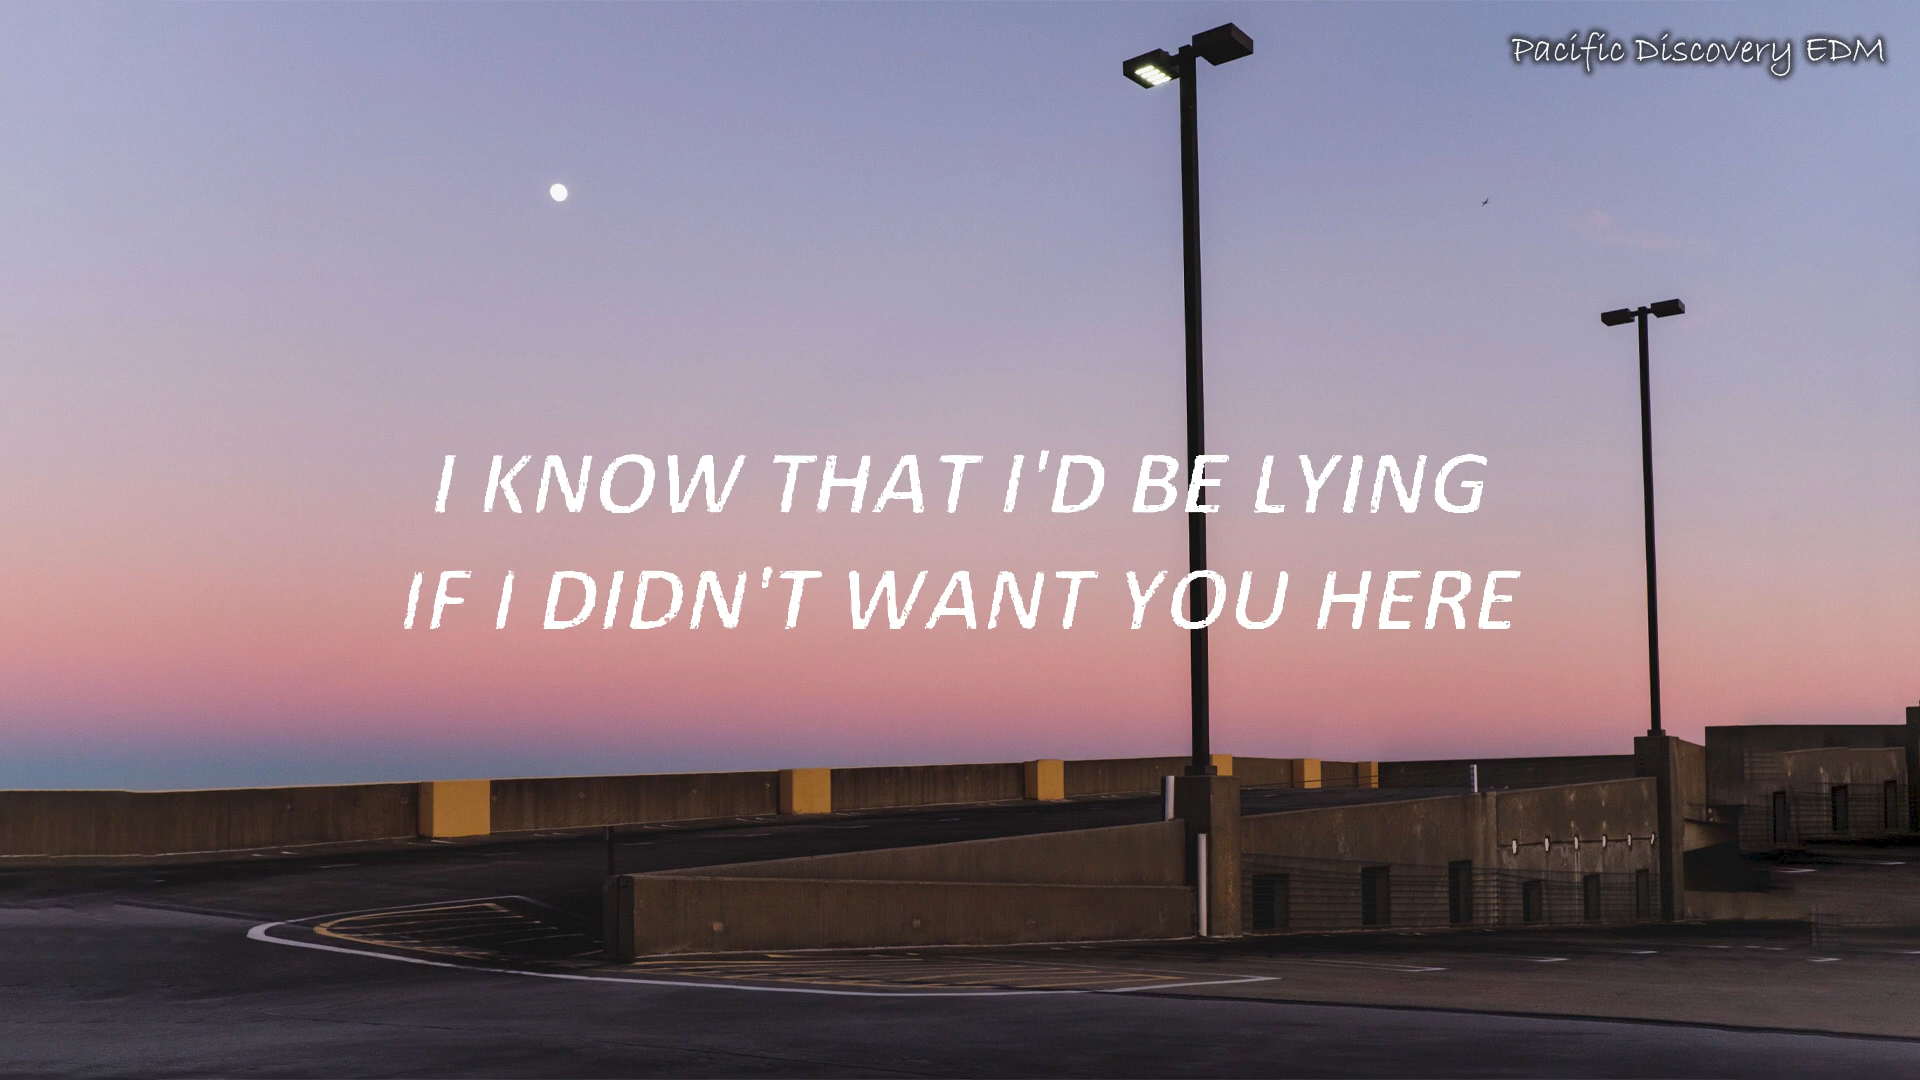 Pacific Discovery EDM
I KNOW THAT I'D BE LYING
IF I DIDN'T WANT YOU HERE